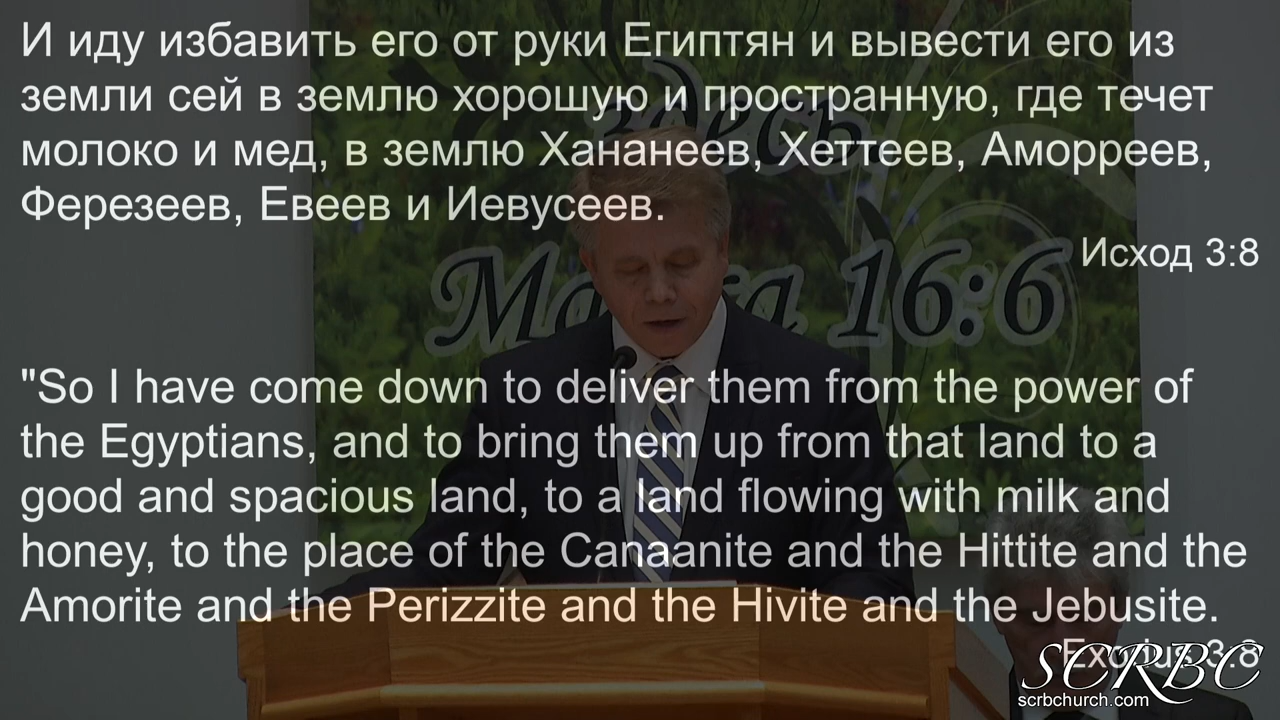 И иду избавить его от руки Египтян и вывести его из
земли сей в землю хорошую и пространную, где течет
молоко и мед, в землю Хананеев, Хеттеев, Аморреев,
Ферезеев, Евеев и Иевусеев.
Исход 3:8
здесь
Марка 16:6
"So I have come down to deliver them from the power of
the Egyptians, and to bring them up from that land to a
good and spacious land, to a land flowing with milk and
honey, to the place of the Canaanite and the Hittite and the
Amorite and the Perizzite and the Hivite and the Jebusite.
Exodus 3:8
SCRBC
scrbchurch.com